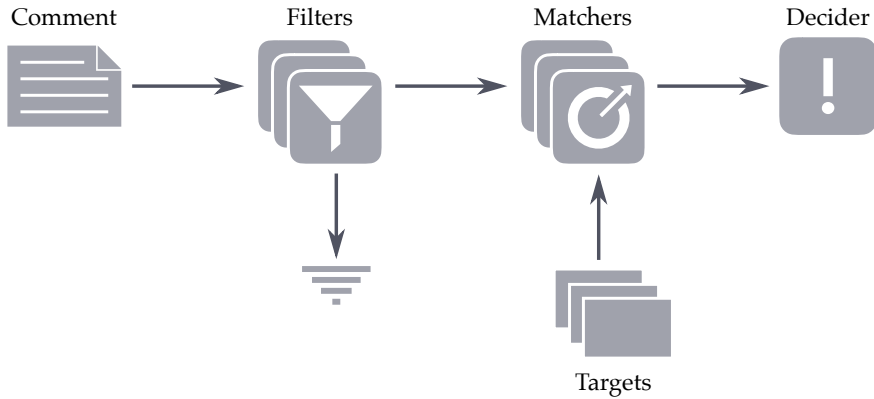 Comment
Filters
Matchers
Decider
Targets